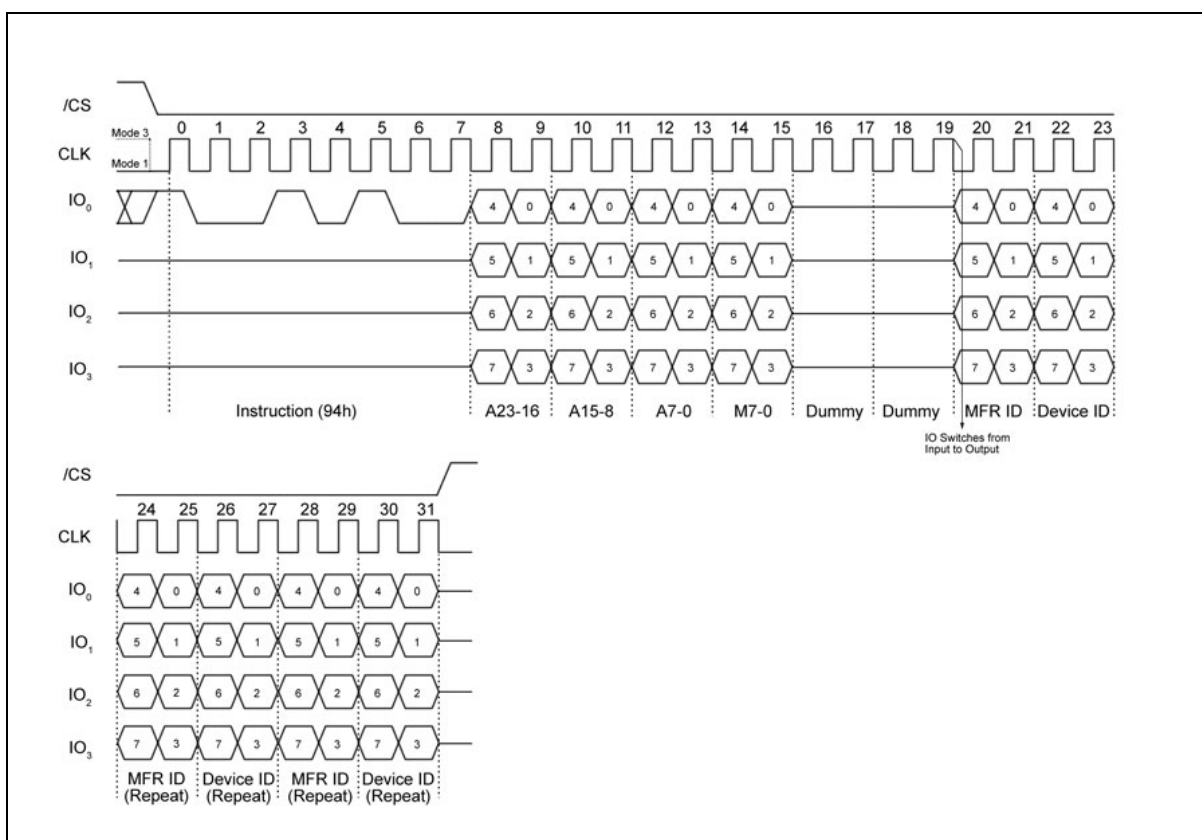 /CS
Mode 3
0 1 2 3 4 5 6 7 8 9 10 11 12 13 14 15 16 17 18 19 20 21 22 23
CLK
Mode 1
IO0 4 0 4 0 4 0 4 0 4 0 4 0
IO1 5 1 5 1 5 1 5 1 5 1 5 1
IO2 6 2 6 2 6 2 6 2 6 2 6 2
IO3 7 3 7 3 7 3 7 3 7 3 7 3
Instruction (94h) A23-16 A15-8 A7-0 M7-0 Dummy Dummy MFR ID Device ID
IO Switches from
Input to Output
/CS
24 25 26 27 28 29 30 31
CLK
IO0 4 0 4 0 4 0 4 0
IO1 5 1 5 1 5 1 5 1
IO2 6 2 6 2 6 2 6 2
IO3 7 3 7 3 7 3 7 3
MFR ID Device ID MFR ID Device ID
(Repeat) (Repeat) (Repeat) (Repeat)